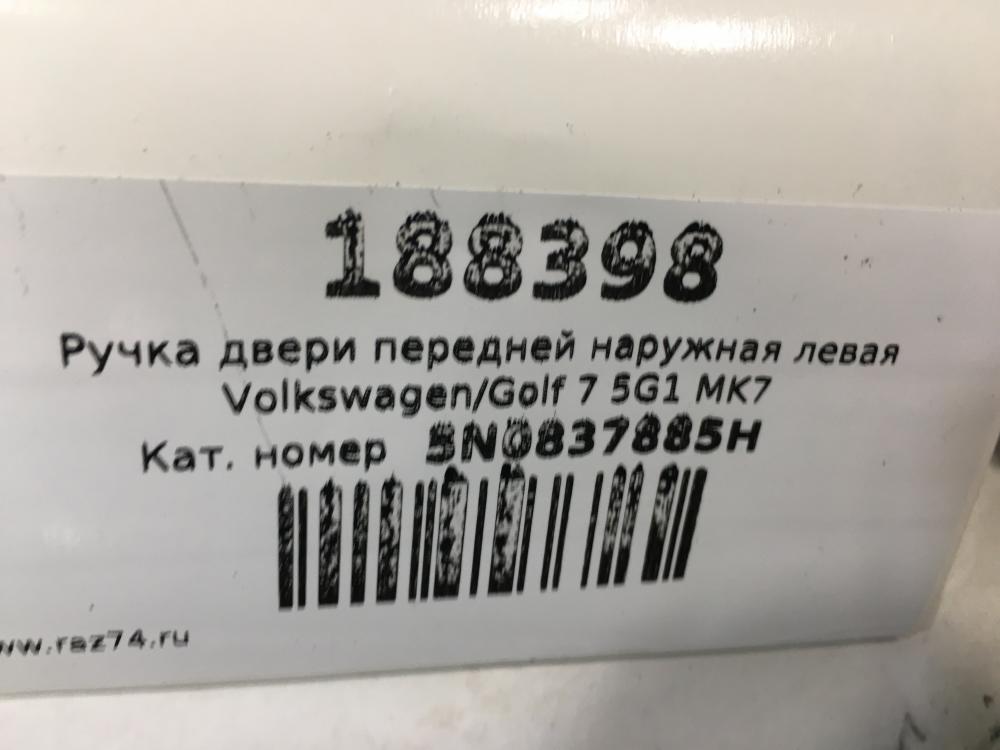 188398
Ручка двери передней наружная левая
Volkswagen/Golf 7 5G1 MK7
Кат. номер 5N0837885H
www.raz74.ru